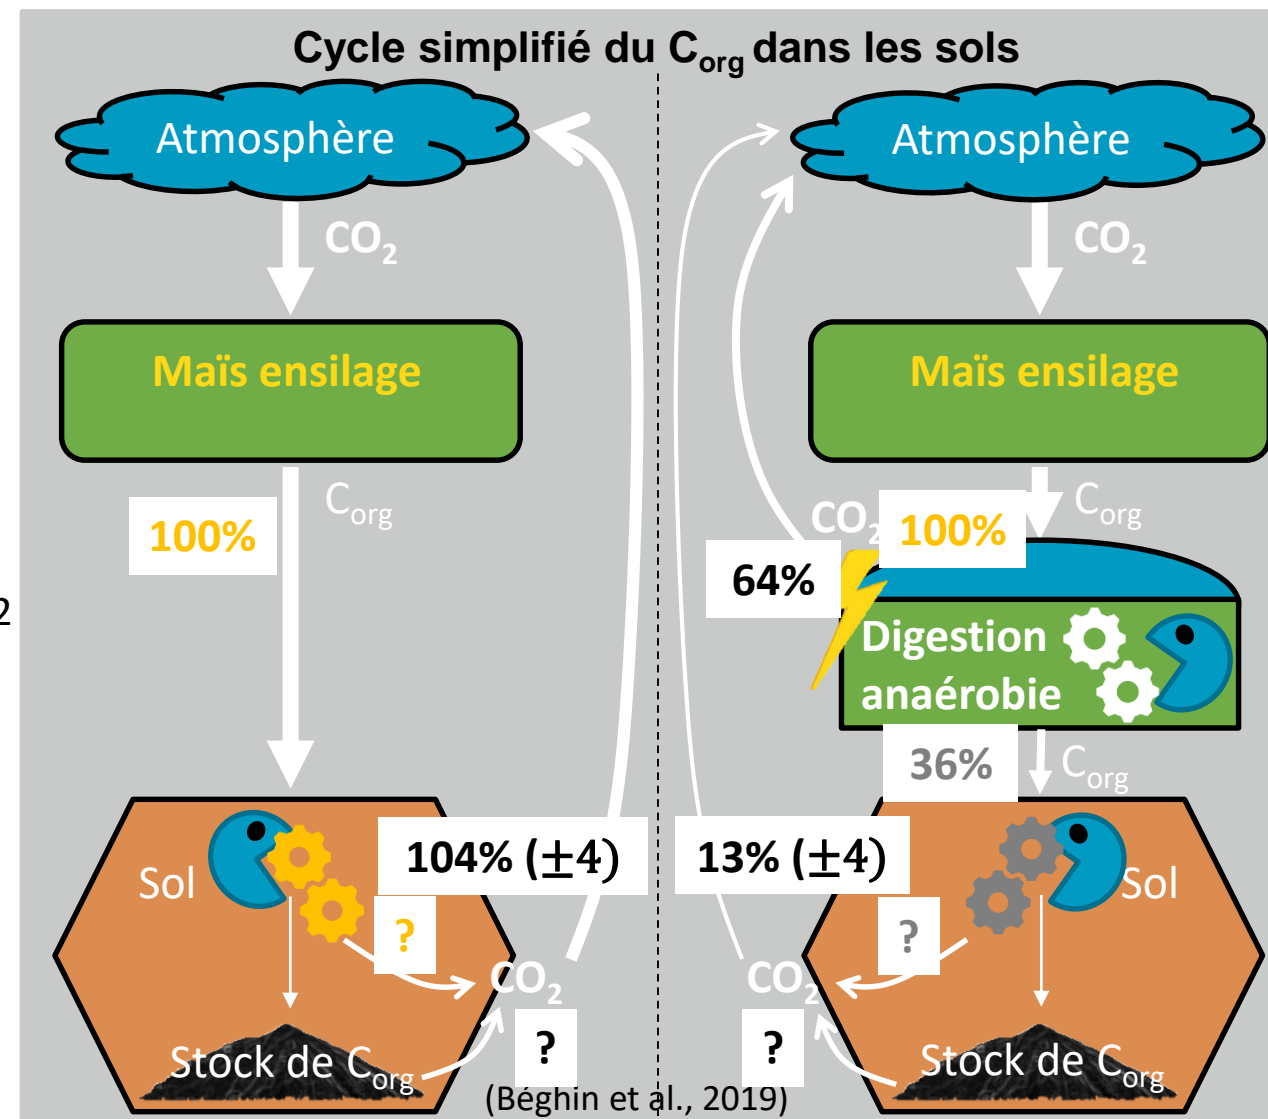 Cycle simplifié du Corg dans les sols
Atmosphère
CO2
Maïs ensilage
Corg
100%
2
Sol
104% (±4)
?
CO2
?
Stock de Corg
Atmosphère
CO2
Maïs ensilage
Corg
100%
CO2
64%
Digestion
anaérobie
36%
Corg
13% (±4)
Sol
?
CO2
?
Stock de Corg
(Béghin et al., 2019)